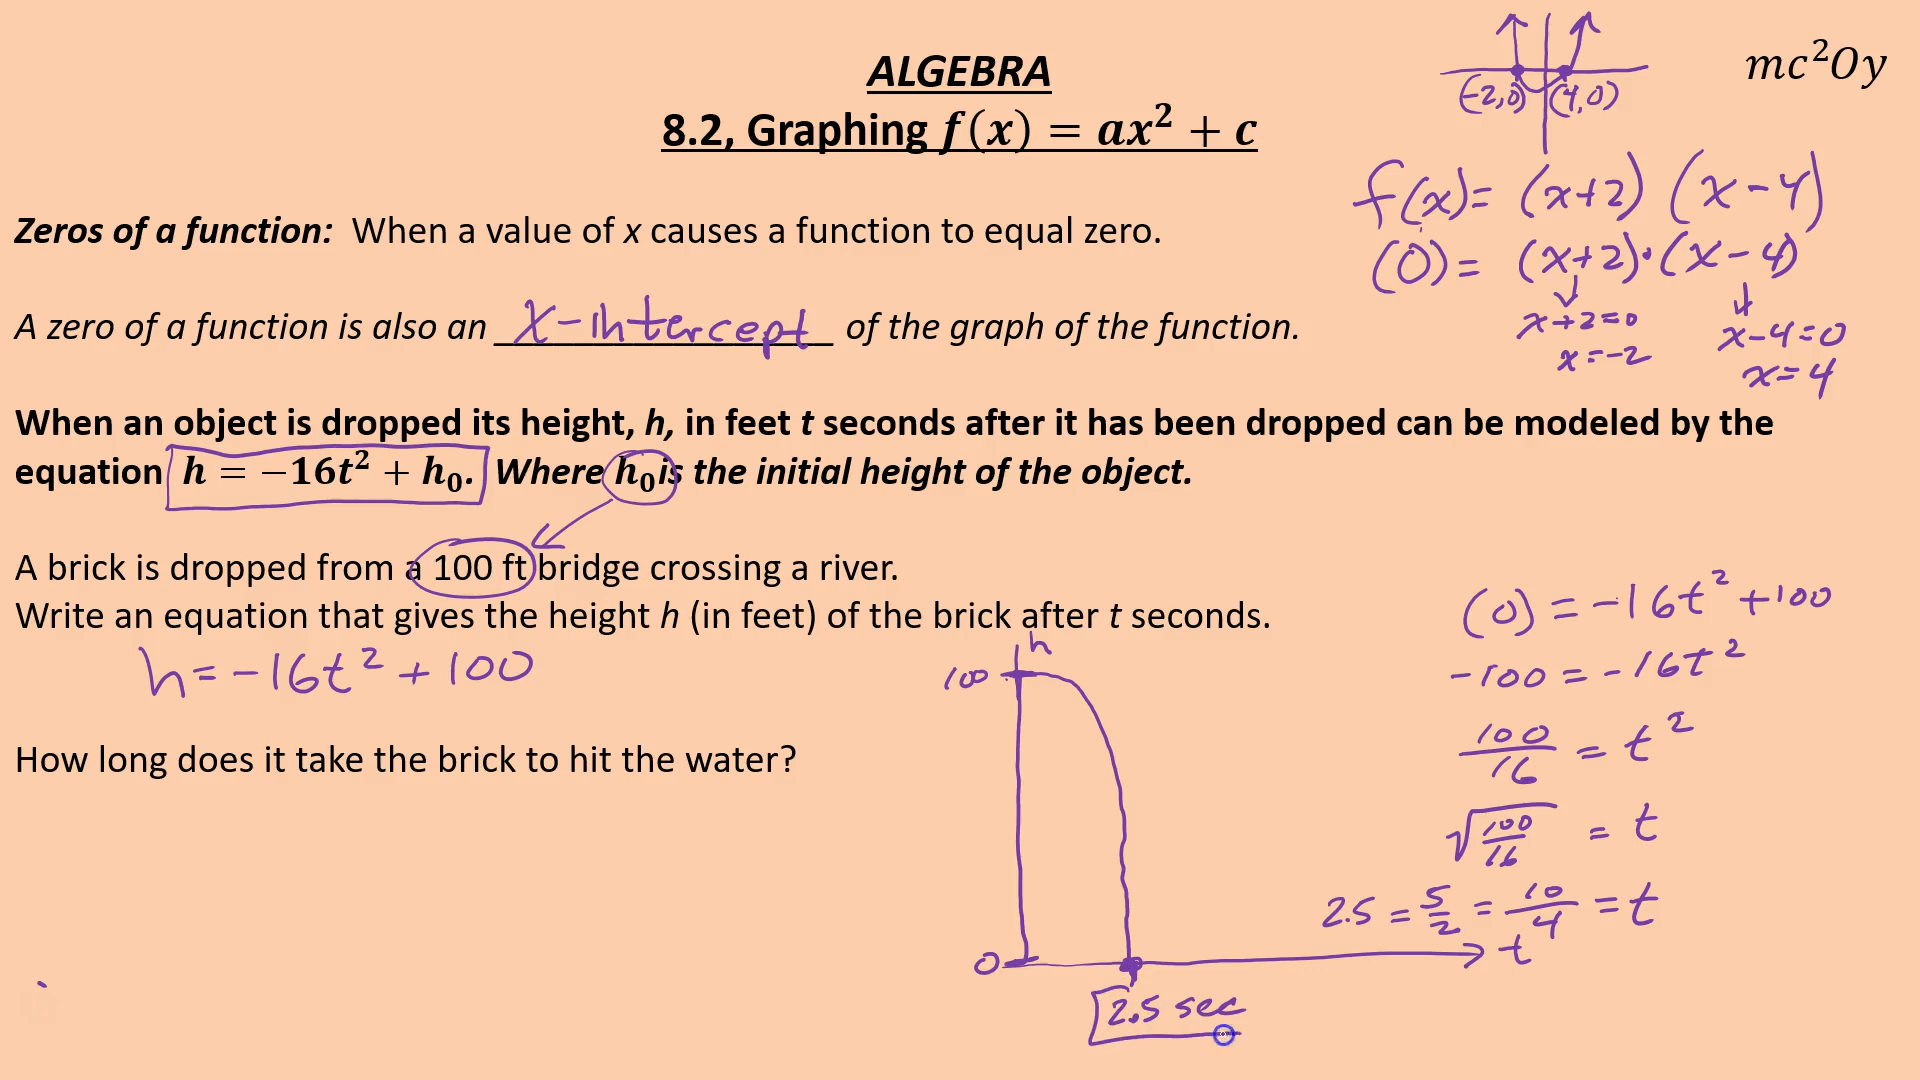 ALGEBRA
mc²Oy
8.2, Graphing f(x) = ax² + c
(-2,0) (4,0)
f(x) = (x+2) (x-4)
(0) = (x+2)·(x-4)
x+2=0
x=-2
x-4=0
x=4
Zeros of a function: When a value of x causes a function to equal zero.
A zero of a function is also an x-intercept of the graph of the function.
When an object is dropped its height, h, in feet t seconds after it has been dropped can be modeled by the
equation h = −16t² + h₀. Where h₀ is the initial height of the object.
A brick is dropped from a 100 ft bridge crossing a river.
Write an equation that gives the height h (in feet) of the brick after t seconds.
h = -16t² + 100
How long does it take the brick to hit the water?
h
100
0
t
2.5 sec
(0) = -16t² + 100
-100 = -16t²
100/16 = t²
√(100/16) = t
2.5 = 5/2 = 10/4 = t